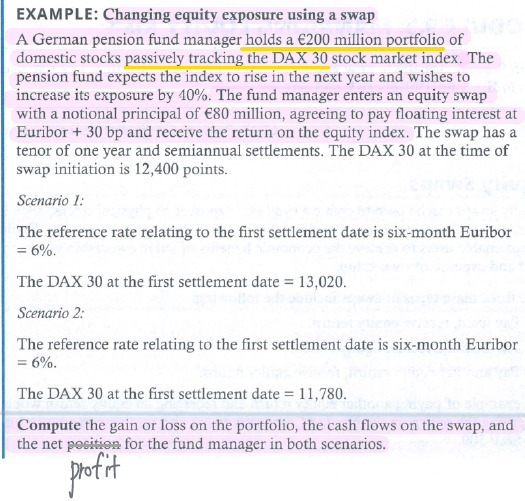 EXAMPLE: Changing equity exposure using a swap
A German pension fund manager holds a €200 million portfolio of
domestic stocks passively tracking the DAX 30 stock market index. The
pension fund expects the index to rise in the next year and wishes to
increase its exposure by 40%. The fund manager enters an equity swap
with a notional principal of €80 million, agreeing to pay floating interest at
Euribor + 30 bp and receive the return on the equity index. The swap has a
tenor of one year and semiannual settlements. The DAX 30 at the time of
swap initiation is 12,400 points.
Scenario 1:
The reference rate relating to the first settlement date is six-month Euribor
= 6%.
The DAX 30 at the first settlement date = 13,020.
Scenario 2:
The reference rate relating to the first settlement date is six-month Euribor
= 6%.
The DAX 30 at the first settlement date = 11,780.
Compute the gain or loss on the portfolio, the cash flows on the swap, and
the net position for the fund manager in both scenarios.
profit